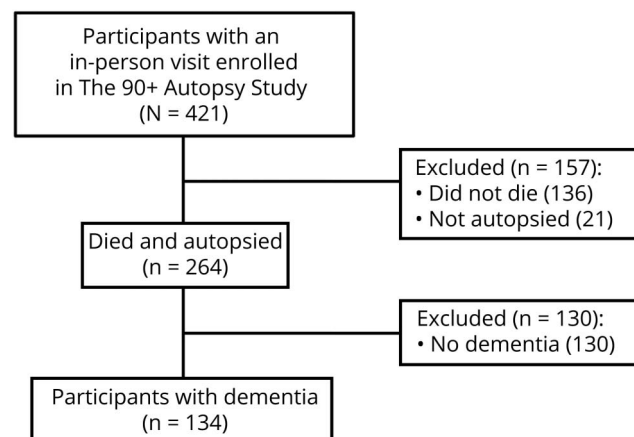 Participants with an
in-person visit enrolled
in The 90+ Autopsy Study
(N = 421)
Excluded (n = 157):
• Did not die (136)
• Not autopsied (21)
Died and autopsied
(n = 264)
Excluded (n = 130):
• No dementia (130)
Participants with dementia
(n = 134)